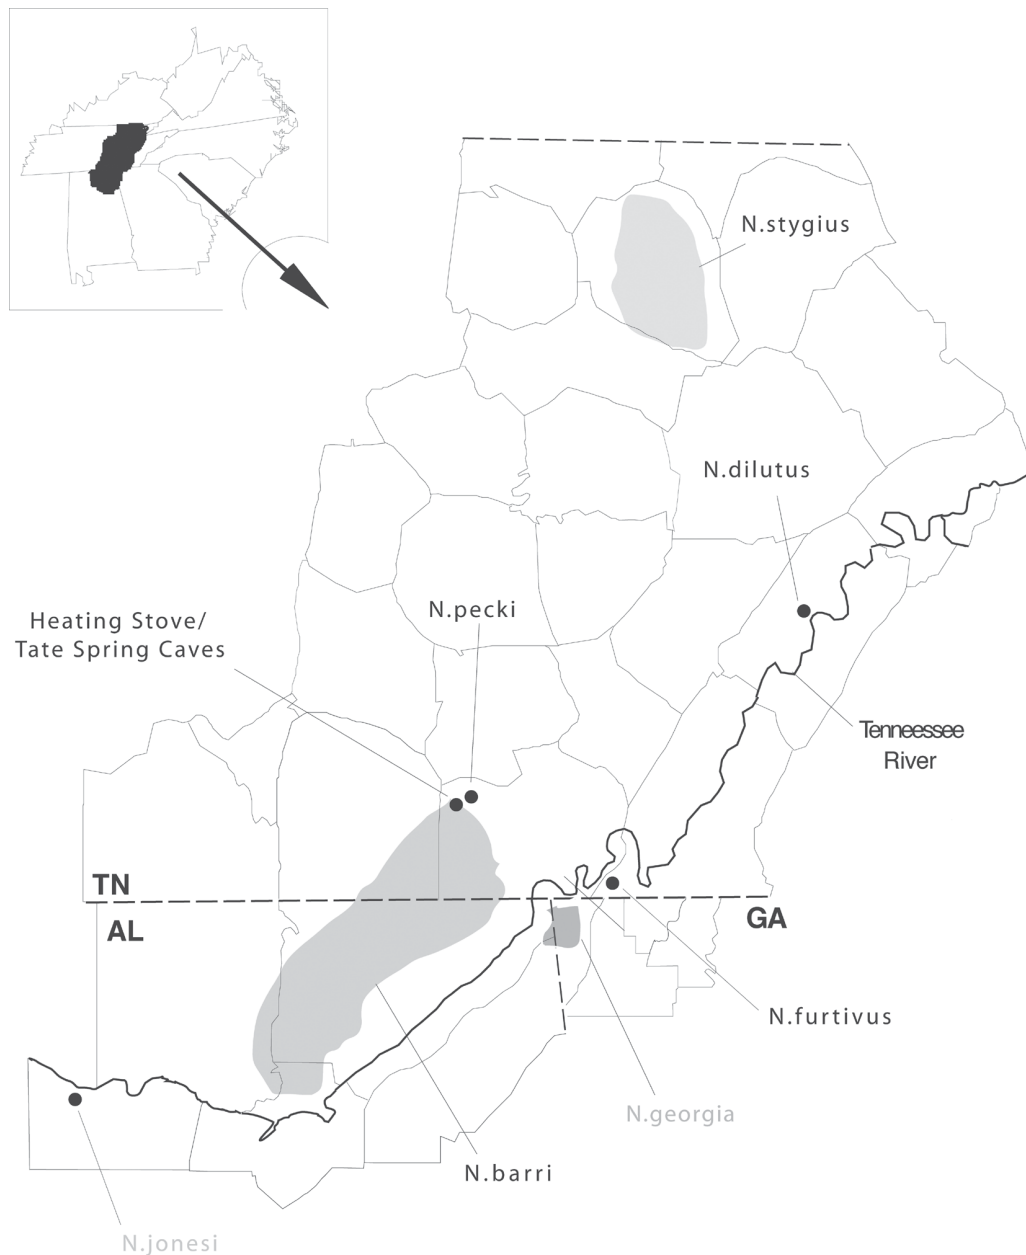 N.stygius
N.dilutus
N.pecki
Heating Stove/
Tate Spring Caves
Tenneessee
River
TN
AL
GA
N.furtivus
N.georgia
N.barri
N.jonesi